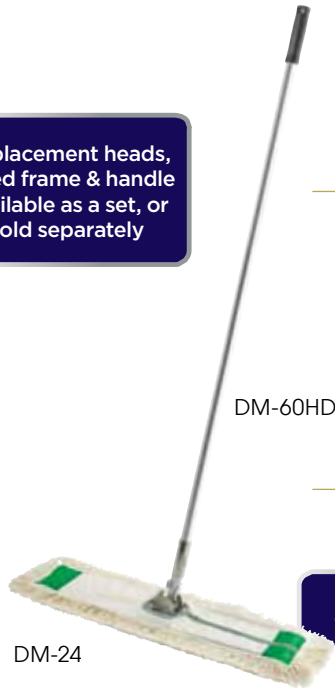 placement heads,
ed frame & handle
ilable as a set, or
old separately
DM-60HD
DM-24